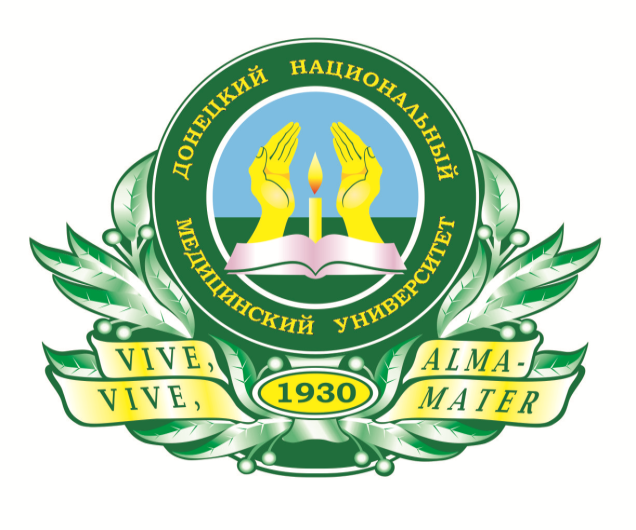 ДОНЕЦКИЙ НАЦИОНАЛЬНЫЙ
МЕДИЦИНСКИЙ УНИВЕРСИТЕТ
VIVE,
VIVE,
1930
ALMA-
MATER